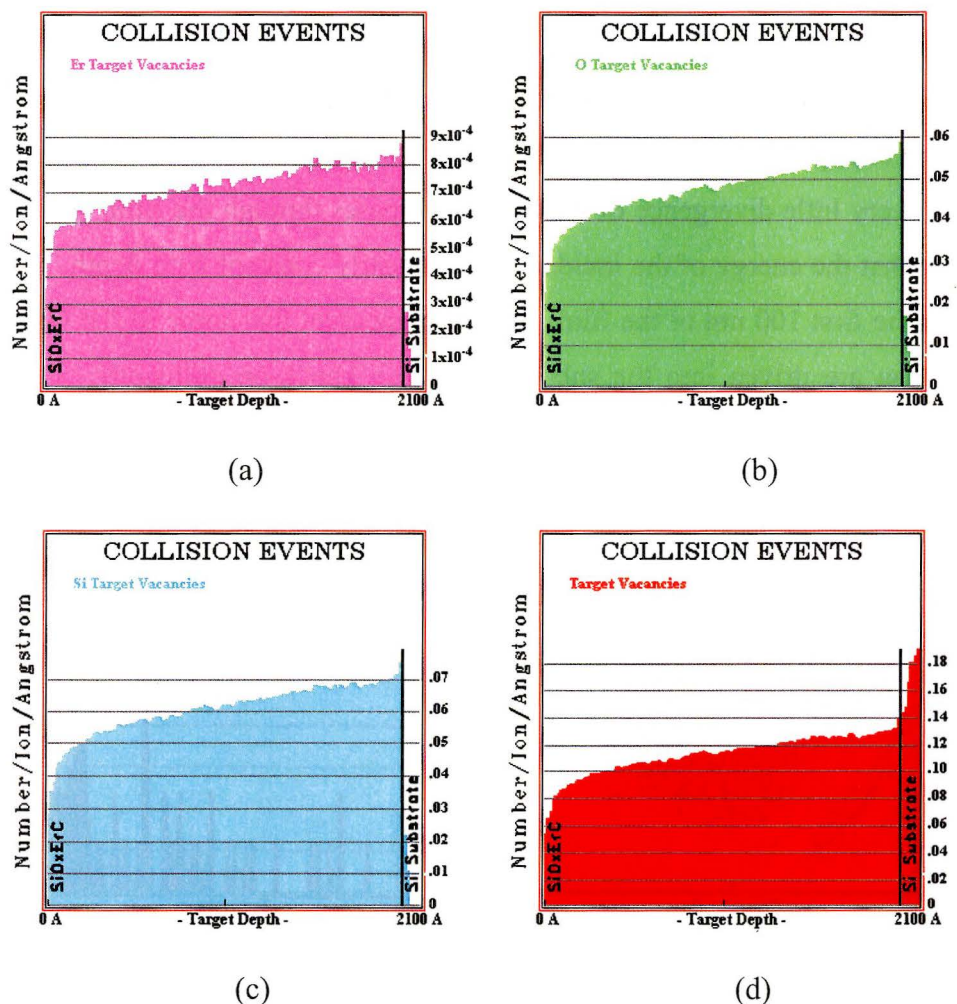 COLLISION EVENTS
Er Target Vacancies
Number/Ion/Angstrom
9x10-4
8x10-4
7x10-4
6x10-4
5x10-4
4x10-4
3x10-4
2x10-4
1x10-4
0
SiOxErC
Si Substrate
0 A
- Target Depth -
2100 A
(a)
COLLISION EVENTS
O Target Vacancies
Number/Ion/Angstrom
.06
.05
.04
.03
.02
.01
0
SiOxErC
Si Substrate
0 A
- Target Depth -
2100 A
(b)
COLLISION EVENTS
Si Target Vacancies
Number/Ion/Angstrom
.07
.06
.05
.04
.03
.02
.01
0
SiOxErC
Si Substrate
0 A
- Target Depth -
2100 A
(c)
COLLISION EVENTS
Target Vacancies
Number/Ion/Angstrom
.18
.16
.14
.12
.10
.08
.06
.04
.02
0
SiOxErC
Si Substrate
0 A
- Target Depth -
2100 A
(d)